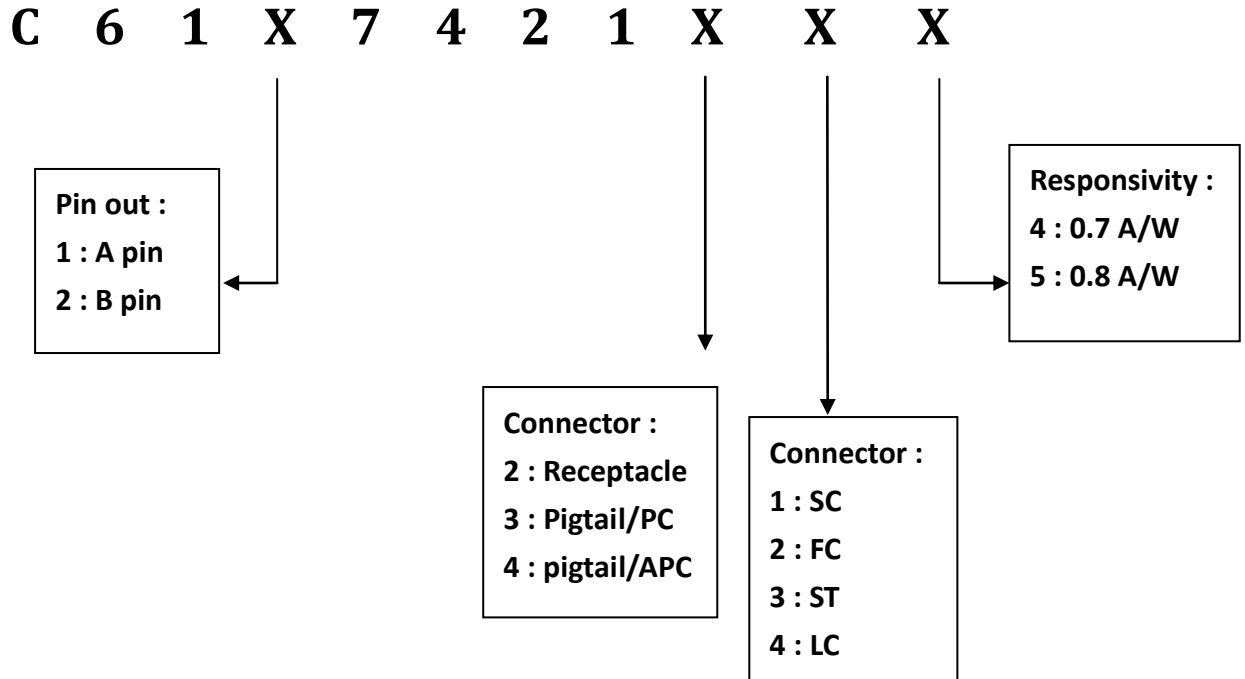 C 6 1 X 7 4 2 1 X X X
Pin out :
1 : A pin
2 : B pin
Responsivity :
4 : 0.7 A/W
5 : 0.8 A/W
Connector :
2 : Receptacle
3 : Pigtail/PC
4 : pigtail/APC
Connector :
1 : SC
2 : FC
3 : ST
4 : LC